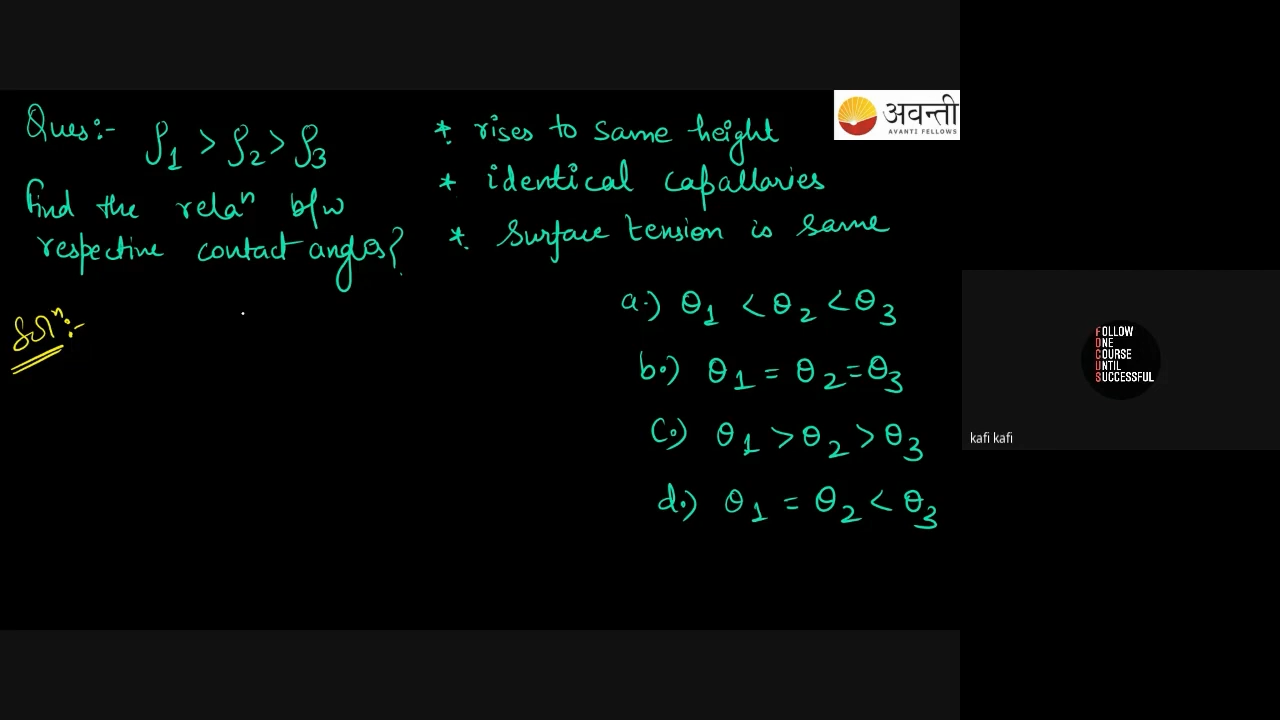 Ques:- ρ1 > ρ2 > ρ3
Find the relaⁿ b/w
respective contact angles?
* rises to same height
* identical capallaries
* surface tension is same
a.) θ1 < θ2 < θ3
b.) θ1 = θ2 = θ3
c.) θ1 > θ2 > θ3
d.) θ1 = θ2 < θ3
Solⁿ:-
अवन्ती
AVANTI FELLOWS
FOLLOW
ONE
COURSE
UNTIL
SUCCESSFUL
kafi kafi